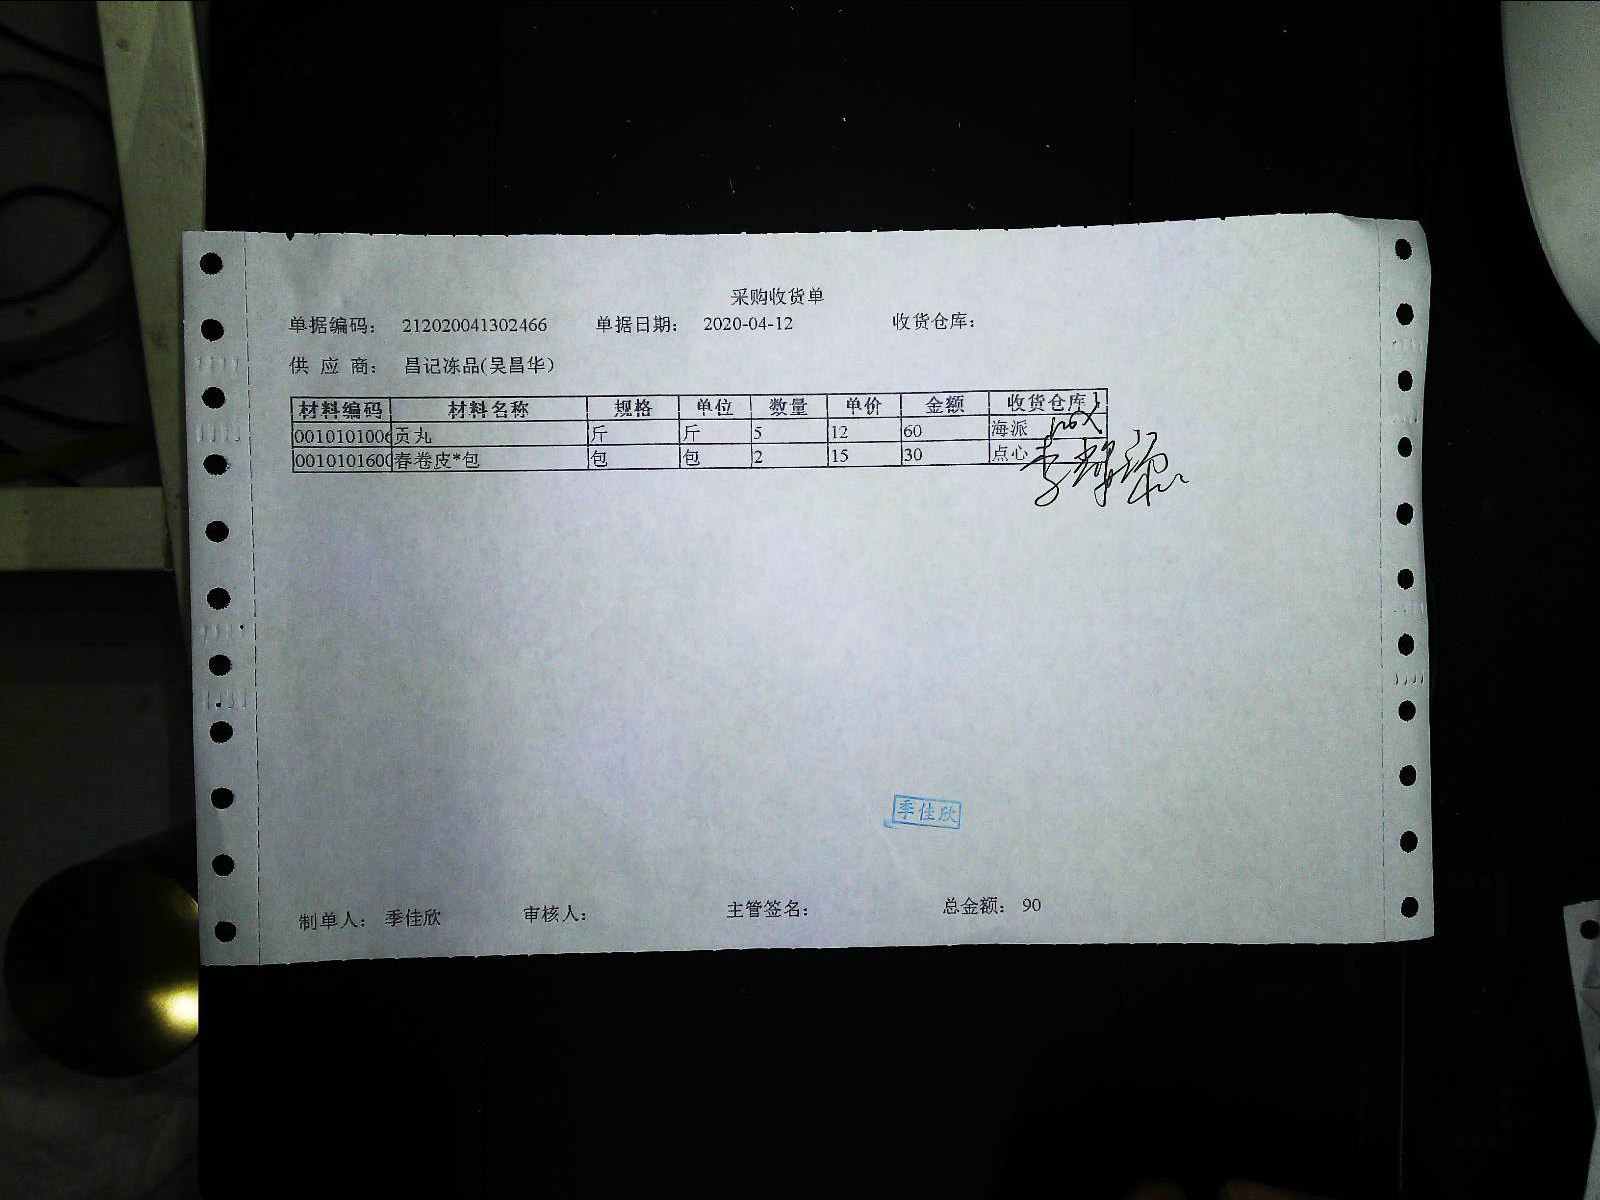 采购收货单
单据编码： 212020041302466 单据日期： 2020-04-12 收货仓库：
供 应 商： 昌记冻品(吴昌华)
材料编码 材料名称 规格 单位 数量 单价 金额 收货仓库
0010101006 贡丸 斤 斤 5 12 60 海派
0010101600 春卷皮*包 包 包 2 15 30 点心
季佳欣
制单人： 季佳欣 审核人： 主管签名： 总金额： 90